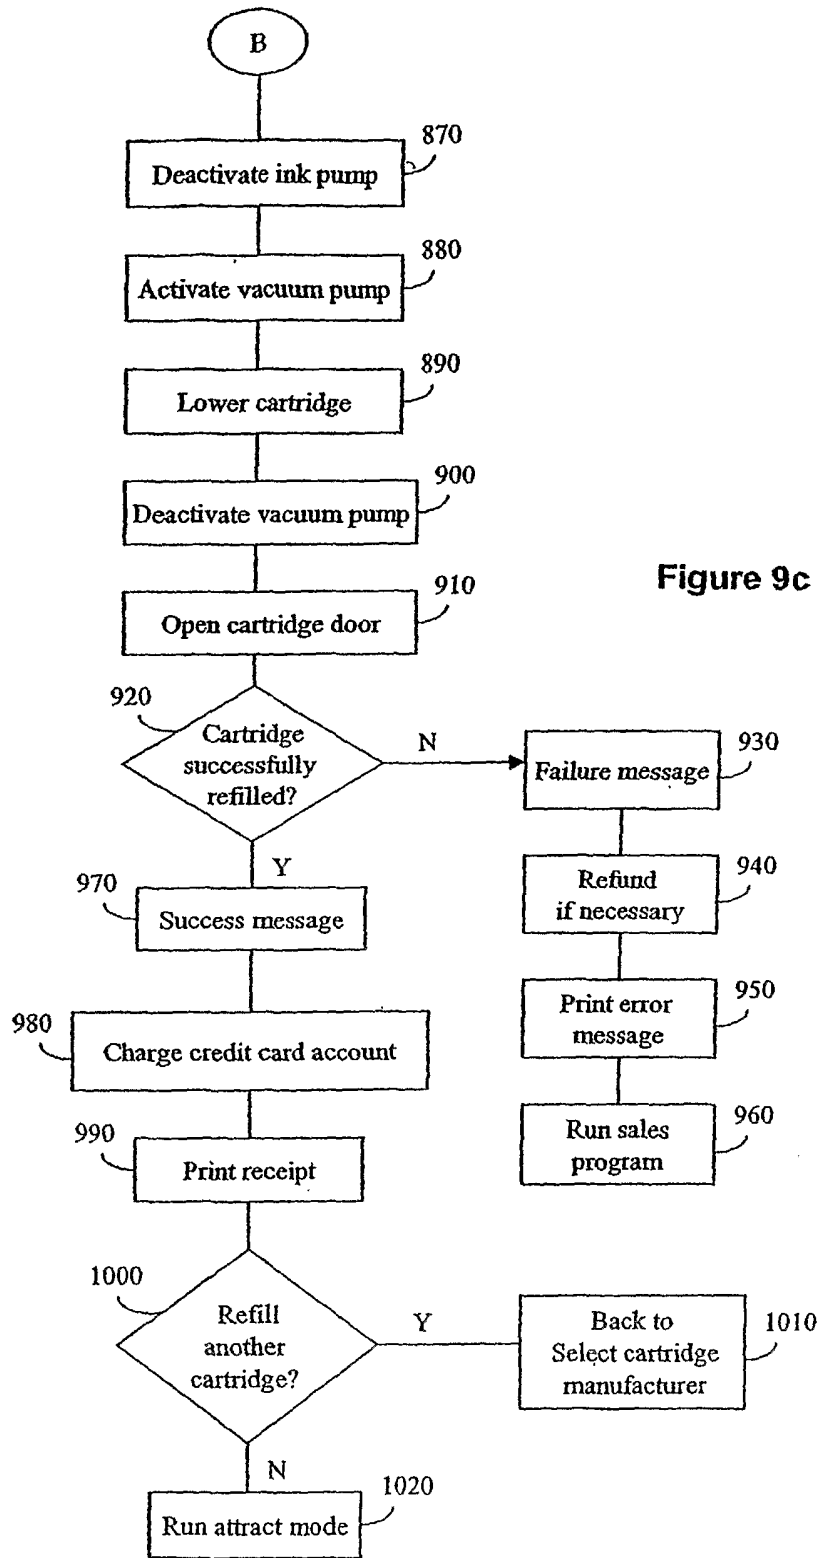 B
870
Deactivate ink pump
880
Activate vacuum pump
890
Lower cartridge
900
Deactivate vacuum pump
Figure 9c
910
Open cartridge door
920
Cartridge
successfully
refilled?
N
930
Failure message
Y
940
Refund
if necessary
970
Success message
950
Print error
message
980
Charge credit card account
960
Run sales
program
990
Print receipt
1000
Refill
another
cartridge?
Y
1010
Back to
Select cartridge
manufacturer
N
1020
Run attract mode